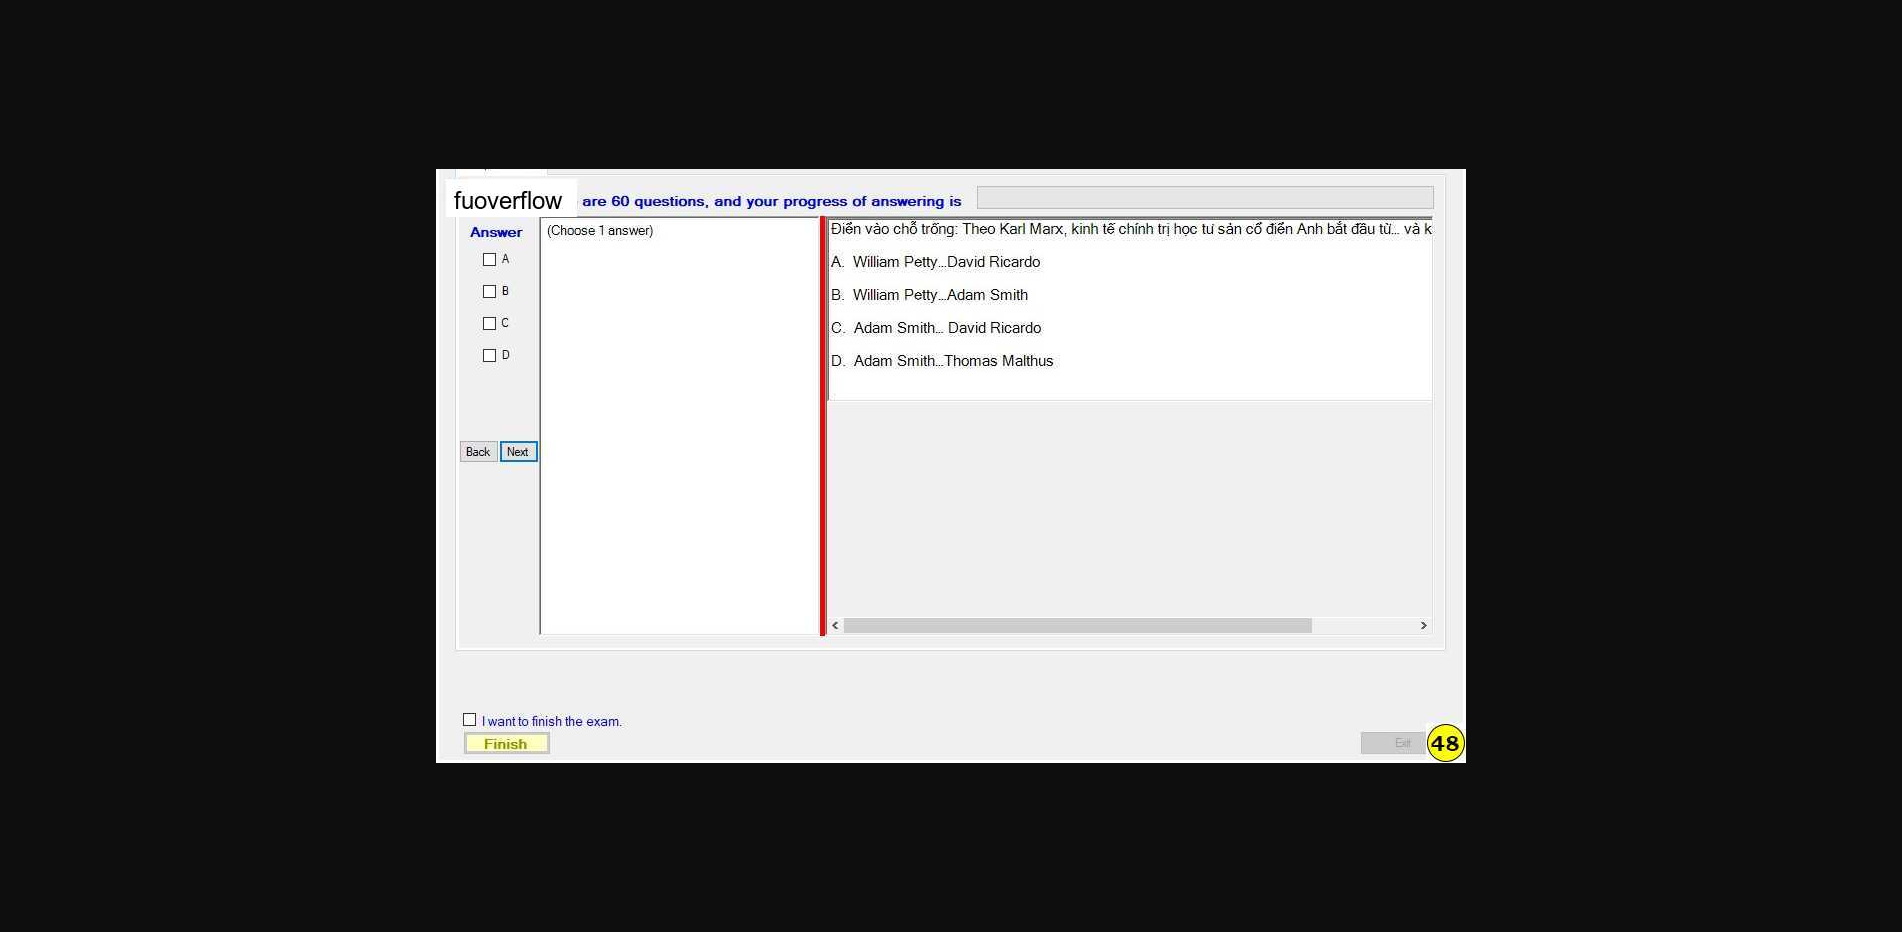 fuoverflow are 60 questions, and your progress of answering is
Answer
(Choose 1 answer)
A
B
C
D
Back Next
Điền vào chỗ trống: Theo Karl Marx, kinh tế chính trị học tư sản cổ điển Anh bắt đầu từ... và k
A. William Petty...David Ricardo
B. William Petty...Adam Smith
C. Adam Smith... David Ricardo
D. Adam Smith...Thomas Malthus
I want to finish the exam.
Finish
Exit
48